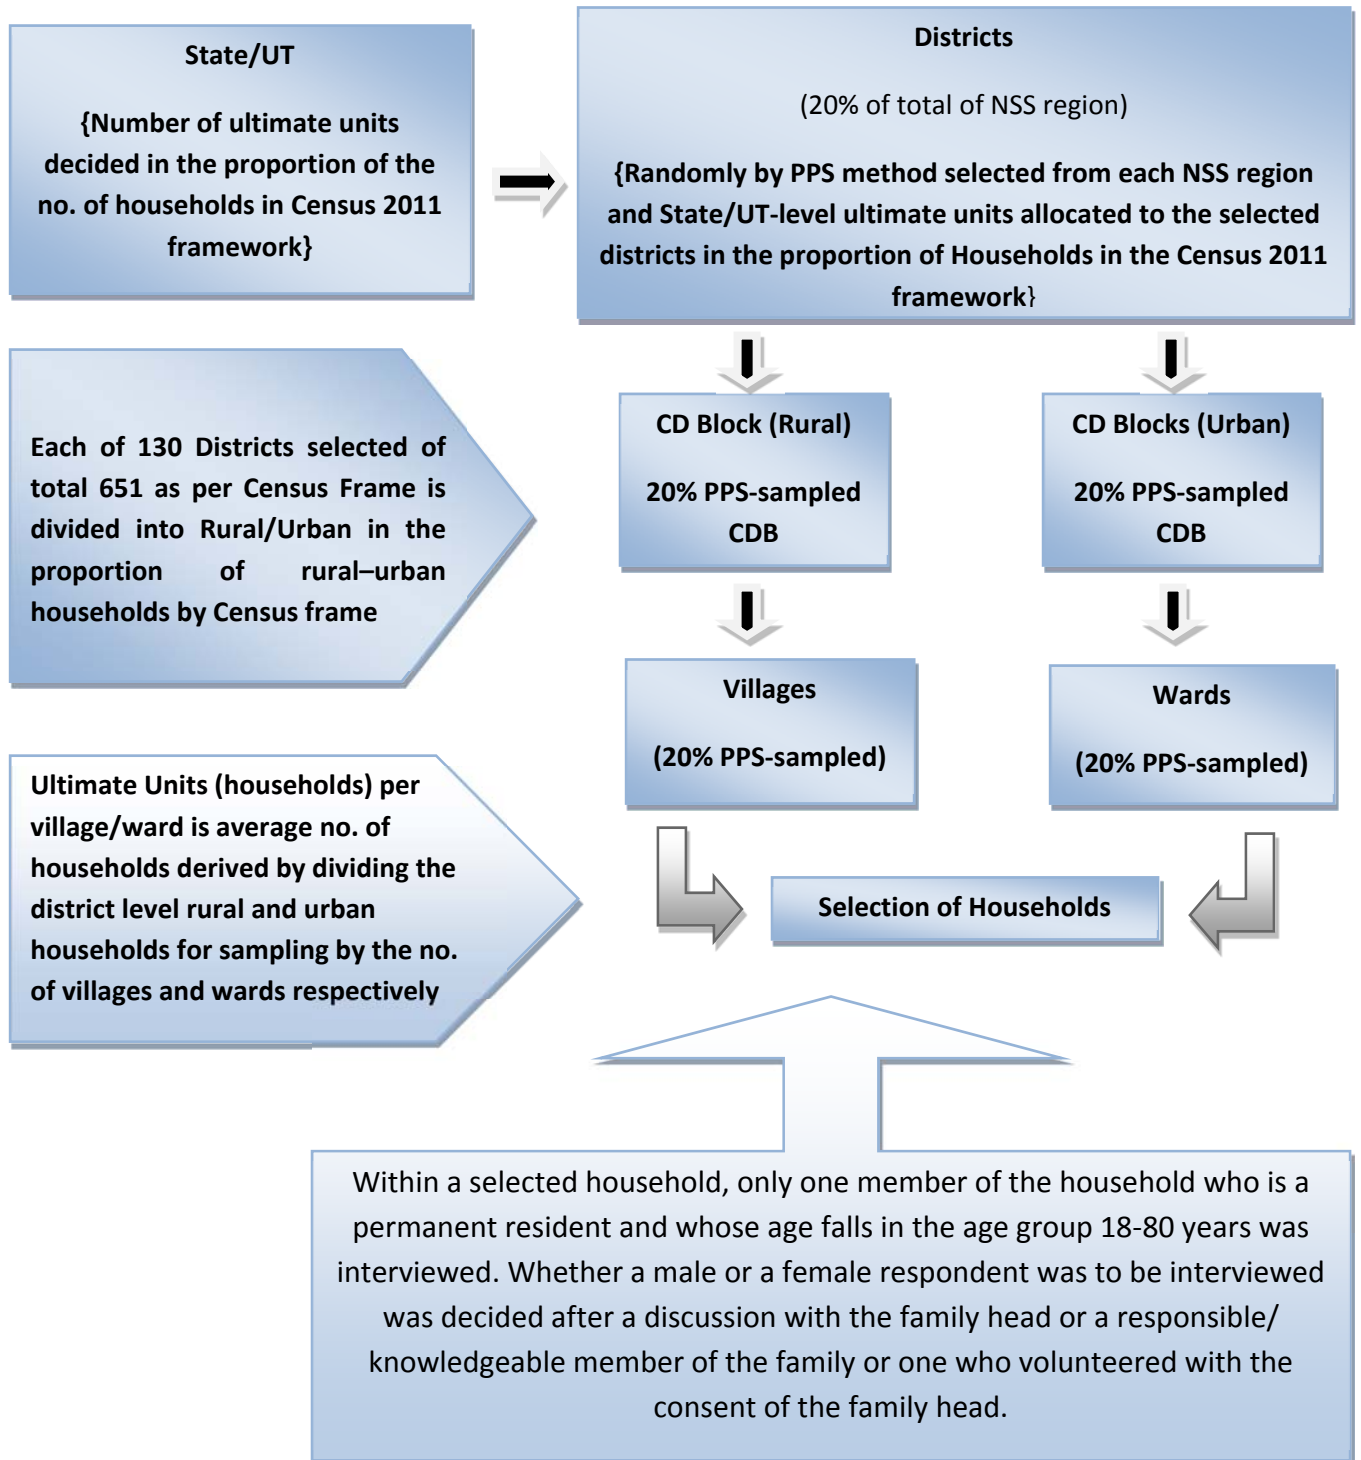 State/UT
{Number of ultimate units
decided in the proportion of the
no. of households in Census 2011
framework}
Districts
(20% of total of NSS region)
{Randomly by PPS method selected from each NSS region
and State/UT-level ultimate units allocated to the selected
districts in the proportion of Households in the Census 2011
framework}
Each of 130 Districts selected of
total 651 as per Census Frame is
divided into Rural/Urban in the
proportion of rural–urban
households by Census frame
CD Block (Rural)
20% PPS-sampled
CDB
CD Blocks (Urban)
20% PPS-sampled
CDB
Villages
(20% PPS-sampled)
Wards
(20% PPS-sampled)
Ultimate Units (households) per
village/ward is average no. of
households derived by dividing the
district level rural and urban
households for sampling by the no.
of villages and wards respectively
Selection of Households
Within a selected household, only one member of the household who is a
permanent resident and whose age falls in the age group 18-80 years was
interviewed. Whether a male or a female respondent was to be interviewed
was decided after a discussion with the family head or a responsible/
knowledgeable member of the family or one who volunteered with the
consent of the family head.